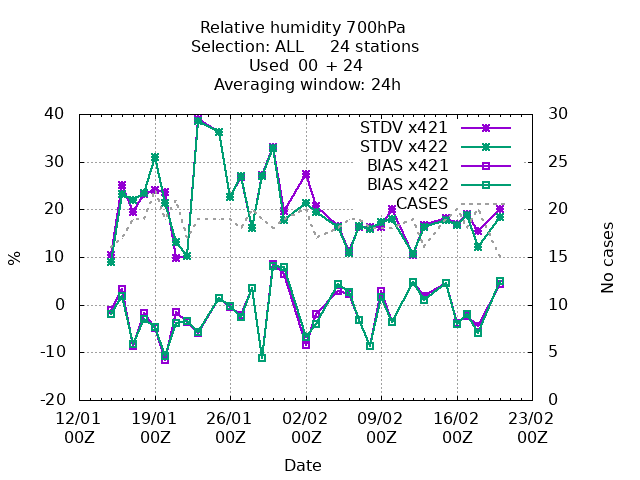 Relative humidity 700hPa
Selection: ALL 24 stations
Used 00 + 24
Averaging window: 24h
STDV x421
STDV x422
BIAS x421
BIAS x422
CASES
%
40
30
20
10
0
-10
-20
No cases
30
25
20
15
10
5
0
12/01 19/01 26/01 02/02 09/02 16/02 23/02
00Z 00Z 00Z 00Z 00Z 00Z 00Z
Date